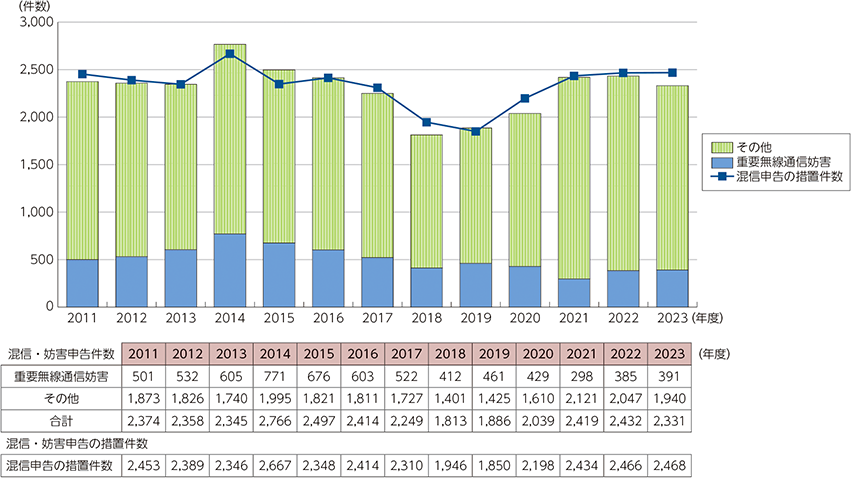 (件数)
3,000
2,500
2,000
1,500
1,000
500
0
2011 2012 2013 2014 2015 2016 2017 2018 2019 2020 2021 2022 2023 (年度)
その他
重要無線通信妨害
混信申告の措置件数
混信・妨害申告件数 2011 2012 2013 2014 2015 2016 2017 2018 2019 2020 2021 2022 2023 (年度)
重要無線通信妨害 501 532 605 771 676 603 522 412 461 429 298 385 391
その他 1,873 1,826 1,740 1,995 1,821 1,811 1,727 1,401 1,425 1,610 2,121 2,047 1,940
合計 2,374 2,358 2,345 2,766 2,497 2,414 2,249 1,813 1,886 2,039 2,419 2,432 2,331
混信・妨害申告の措置件数
混信申告の措置件数 2,453 2,389 2,346 2,667 2,348 2,414 2,310 1,946 1,850 2,198 2,434 2,466 2,468